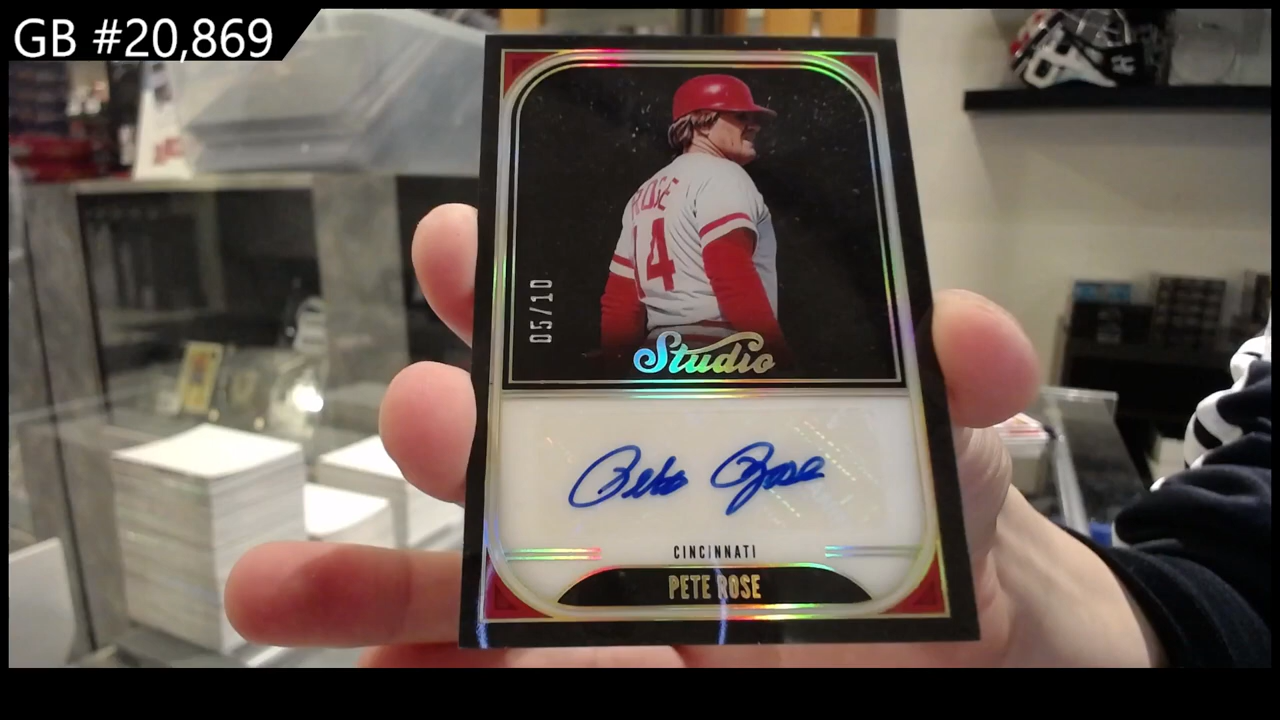 GB #20,869
ROSE
14
05/10
Studio
Pete Rose
CINCINNATI
PETE ROSE